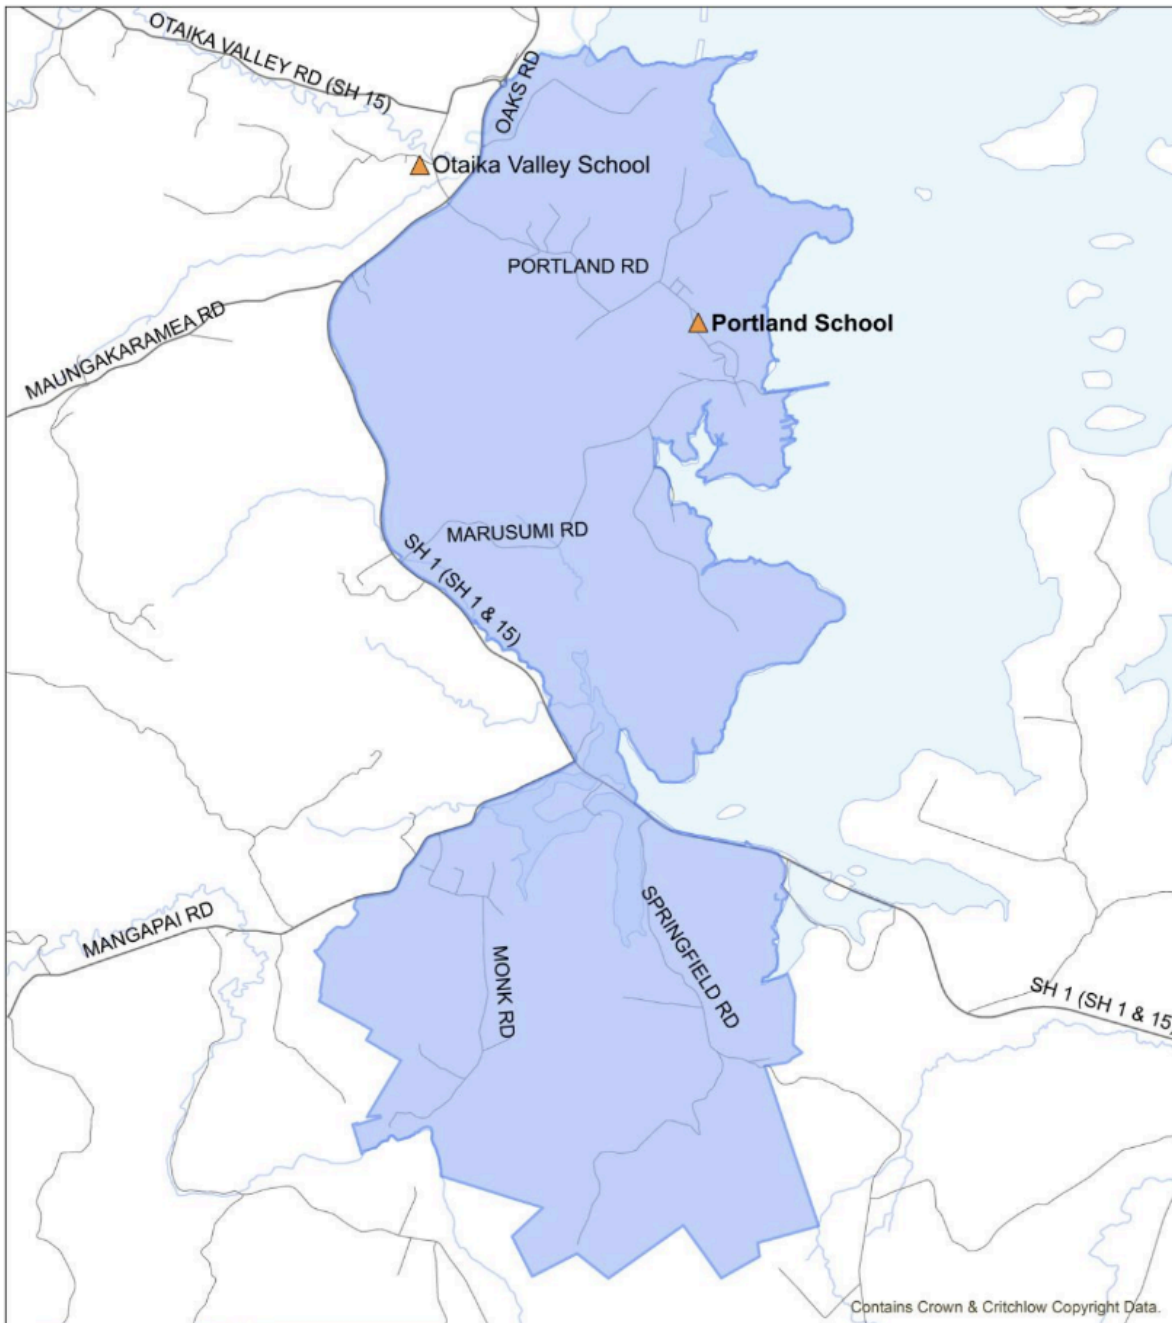 OTAIKA VALLEY RD (SH 15)
OAKS RD
Otaika Valley School
PORTLAND RD
Portland School
MAUNGAKARAMEA RD
MARUSUMI RD
SH 1 (SH 1 & 15)
MANGAPAI RD
MONK RD
SPRINGFIELD RD
SH 1 (SH 1 & 15)
Contains Crown & Critchlow Copyright Data.